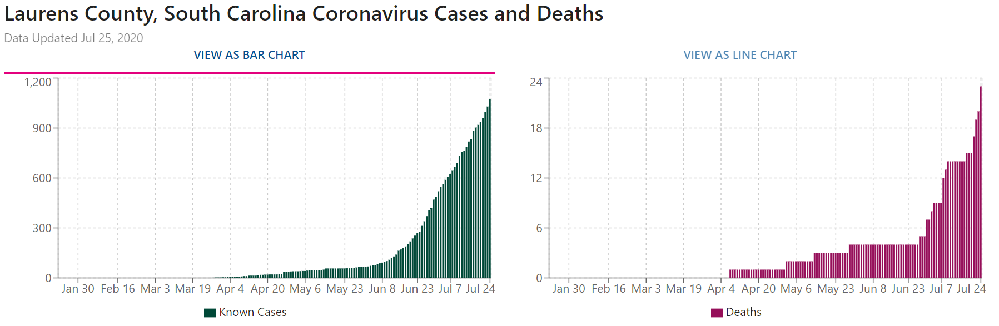 Laurens County, South Carolina Coronavirus Cases and Deaths
Data Updated Jul 25, 2020
VIEW AS BAR CHART
VIEW AS LINE CHART
1,200
900
600
300
0
Jan 30 Feb 16 Mar 3 Mar 19 Apr 4 Apr 20 May 6 May 23 Jun 8 Jun 23 Jul 7 Jul 24
Known Cases
24
18
12
6
0
Jan 30 Feb 16 Mar 3 Mar 19 Apr 4 Apr 20 May 6 May 23 Jun 8 Jun 23 Jul 7 Jul 24
Deaths